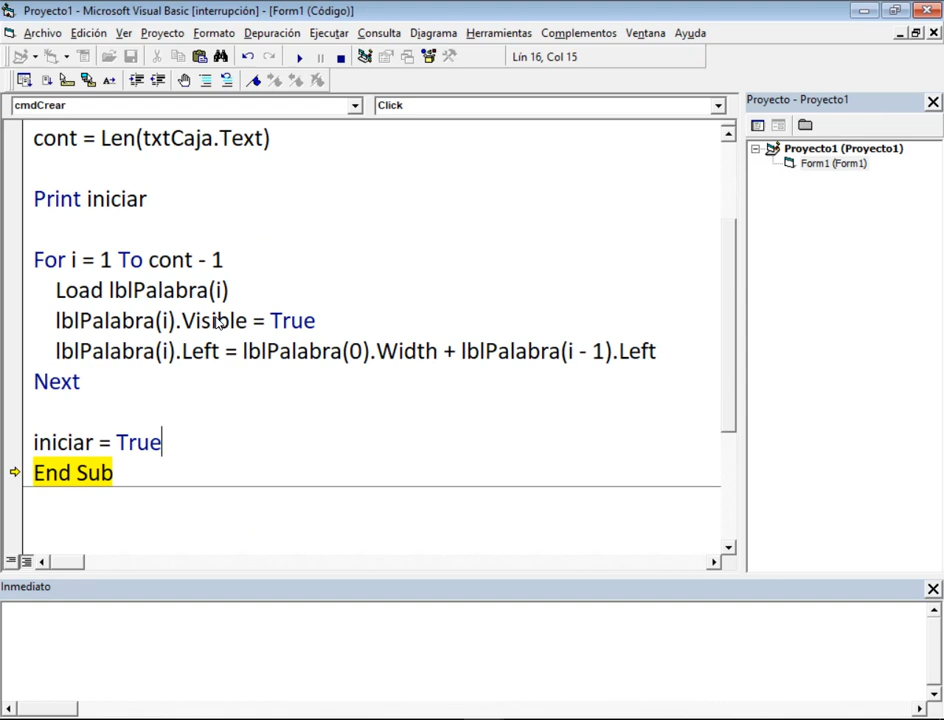 Proyecto1 - Microsoft Visual Basic [interrupción] - [Form1 (Código)]
Archivo Edición Ver Proyecto Formato Depuración Ejecutar Consulta Diagrama Herramientas Complementos Ventana Ayuda
Lín 16, Col 15
cmdCrear
Click
Proyecto - Proyecto1
Proyecto1 (Proyecto1)
Form1 (Form1)
cont = Len(txtCaja.Text)
Print iniciar
For i = 1 To cont - 1
Load lblPalabra(i)
lblPalabra(i).Visible = True
lblPalabra(i).Left = lblPalabra(0).Width + lblPalabra(i - 1).Left
Next
iniciar = True
End Sub
Inmediato